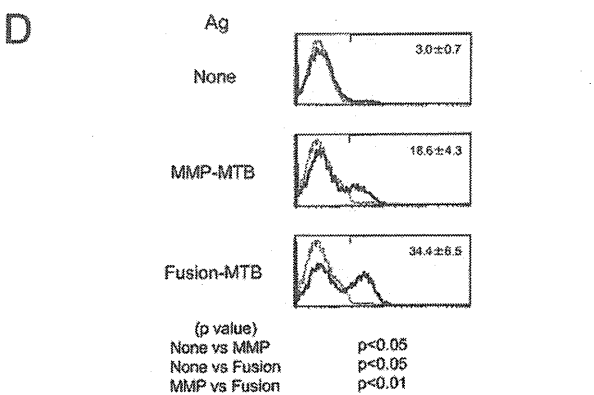 D
Ag
None 3.0±0.7
MMP-MTB 18.6±4.3
Fusion-MTB 34.4±6.5
(p value)
None vs MMP p<0.05
None vs Fusion p<0.05
MMP vs Fusion p<0.01